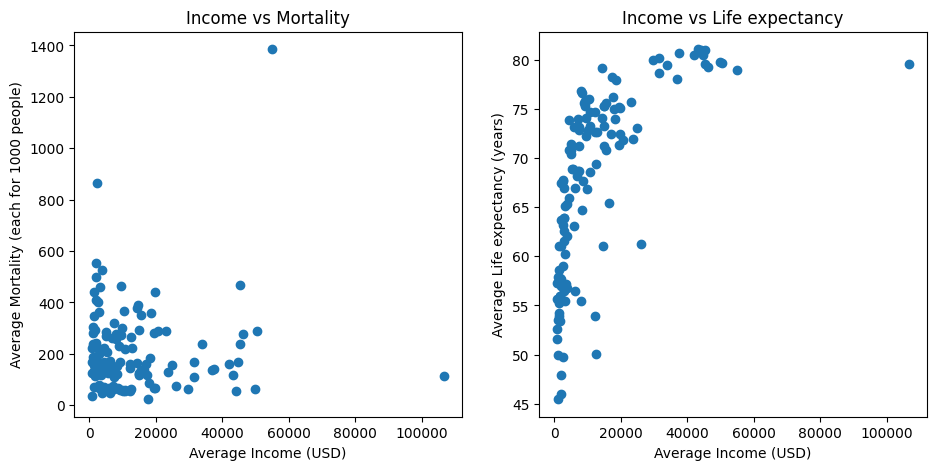 Income vs Mortality
Average Mortality (each for 1000 people)
1400
1200
1000
800
600
400
200
0
0 20000 40000 60000 80000 100000
Average Income (USD)
Income vs Life expectancy
Average Life expectancy (years)
80
75
70
65
60
55
50
45
0 20000 40000 60000 80000 100000
Average Income (USD)